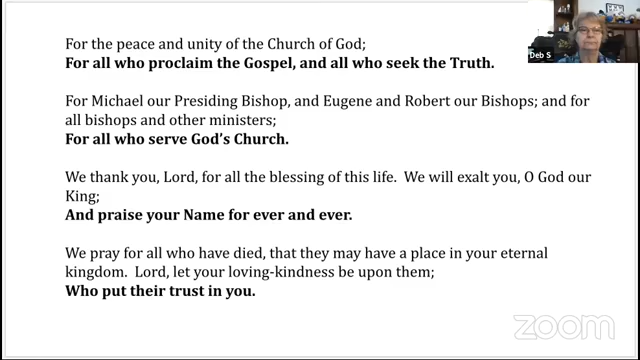 For the peace and unity of the Church of God;
For all who proclaim the Gospel, and all who seek the Truth.
For Michael our Presiding Bishop, and Eugene and Robert our Bishops; and for
all bishops and other ministers;
For all who serve God's Church.
We thank you, Lord, for all the blessing of this life.  We will exalt you, O God our
King;
And praise your Name for ever and ever.
We pray for all who have died, that they may have a place in your eternal
kingdom.  Lord, let your loving-kindness be upon them;
Who put their trust in you.
Deb S
zoom